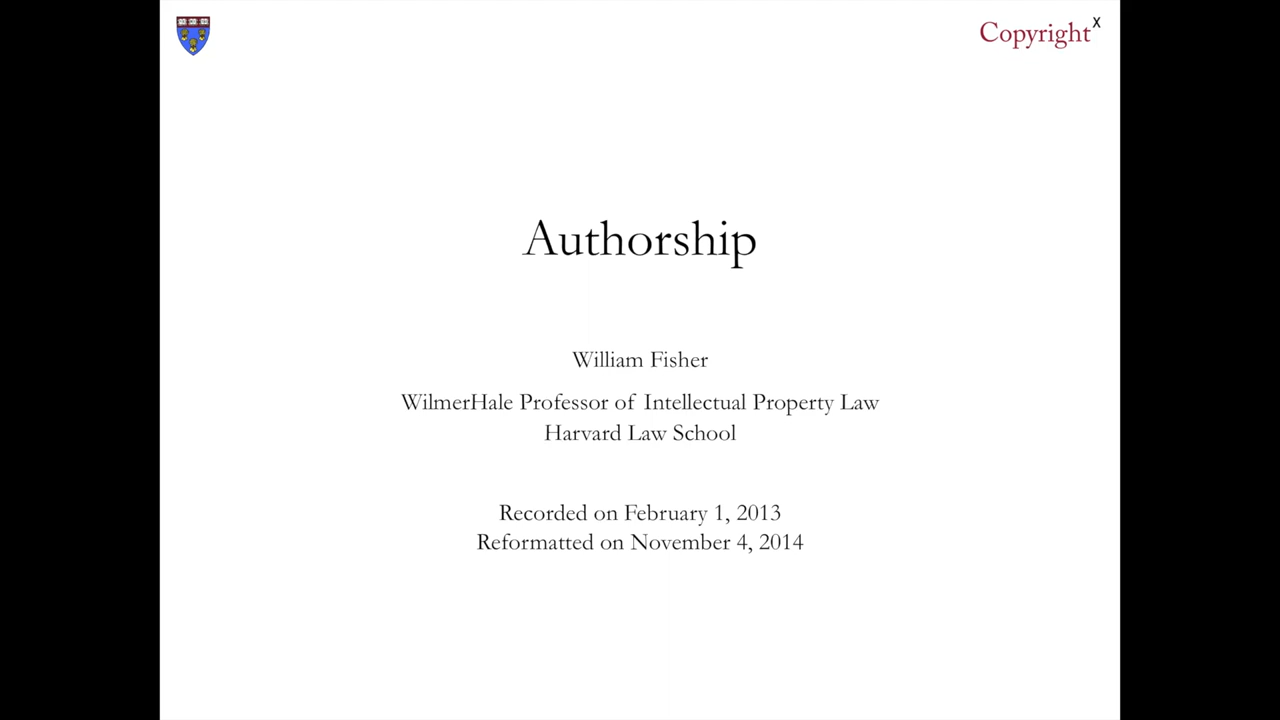 Copyright^X
Authorship
William Fisher
WilmerHale Professor of Intellectual Property Law
Harvard Law School
Recorded on February 1, 2013
Reformatted on November 4, 2014